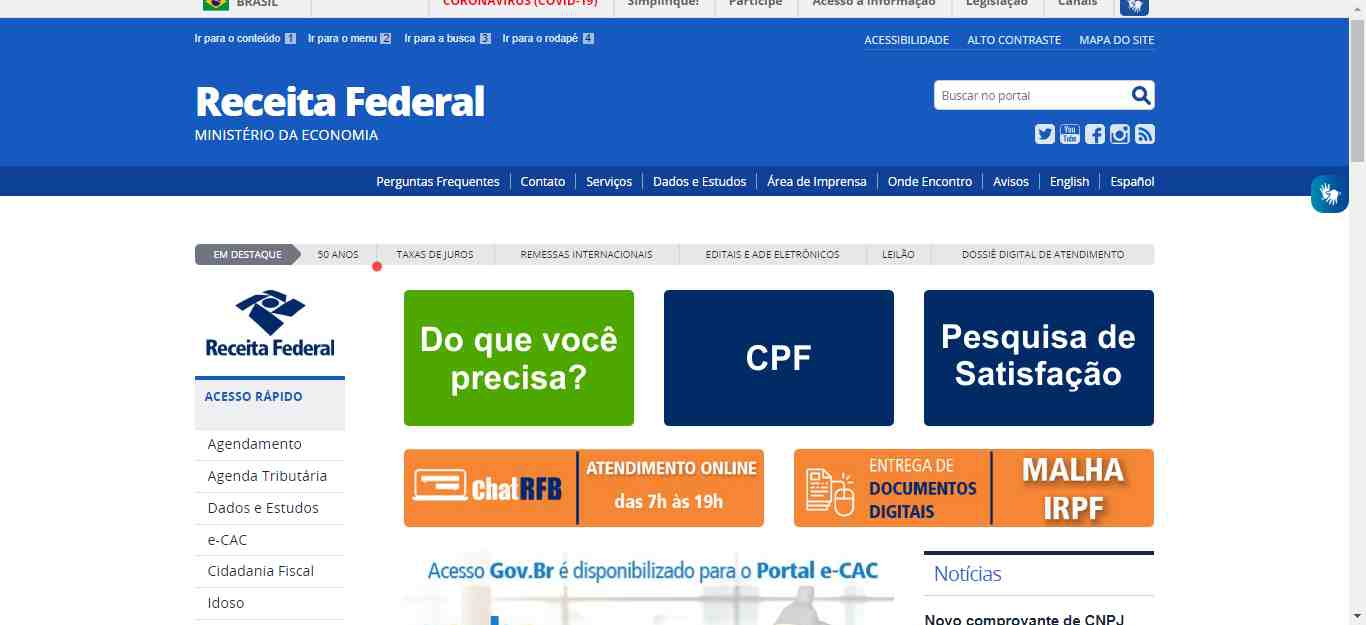 BRASIL
CORONAVÍRUS (COVID-19)
Simplifique!
Participe
Acesso à informação
Legislação
Canais
Ir para o conteúdo 1 Ir para o menu 2 Ir para a busca 3 Ir para o rodapé 4
ACESSIBILIDADE ALTO CONTRASTE MAPA DO SITE
Receita Federal
MINISTÉRIO DA ECONOMIA
Buscar no portal
You
Tube
Perguntas Frequentes Contato Serviços Dados e Estudos Área de Imprensa Onde Encontro Avisos English Español
EM DESTAQUE 50 ANOS TAXAS DE JUROS REMESSAS INTERNACIONAIS EDITAIS E ADE ELETRÔNICOS LEILÃO DOSSIÊ DIGITAL DE ATENDIMENTO
Receita Federal
ACESSO RÁPIDO
Agendamento
Agenda Tributária
Dados e Estudos
e-CAC
Cidadania Fiscal
Idoso
Do que você
precisa?
CPF
Pesquisa de
Satisfação
chatRFB
ATENDIMENTO ONLINE
das 7h às 19h
ENTREGA DE
DOCUMENTOS
DIGITAIS
MALHA
IRPF
Acesso Gov.Br é disponibilizado para o Portal e-CAC
Notícias
Novo comprovante de CNPJ